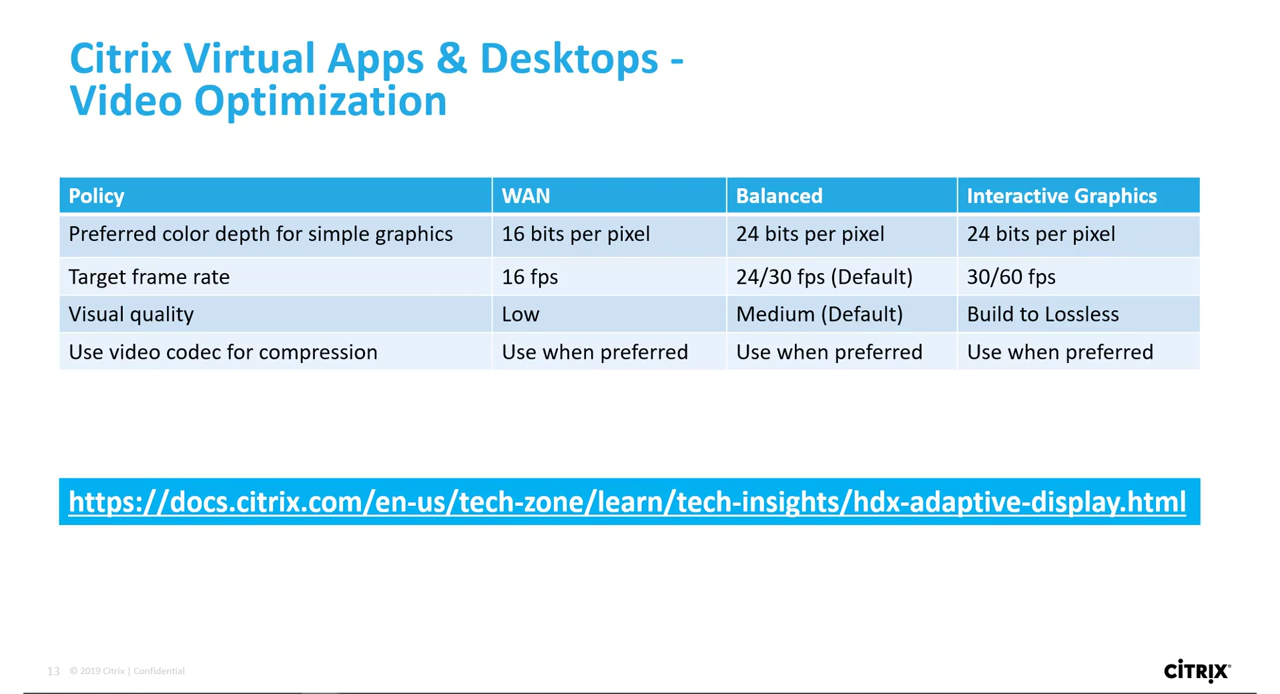 Citrix Virtual Apps & Desktops -
Video Optimization
Policy WAN Balanced Interactive Graphics
Preferred color depth for simple graphics 16 bits per pixel 24 bits per pixel 24 bits per pixel
Target frame rate 16 fps 24/30 fps (Default) 30/60 fps
Visual quality Low Medium (Default) Build to Lossless
Use video codec for compression Use when preferred Use when preferred Use when preferred
https://docs.citrix.com/en-us/tech-zone/learn/tech-insights/hdx-adaptive-display.html
13 © 2019 Citrix | Confidential
CITRIX®